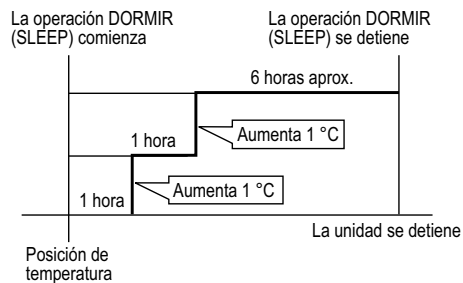 La operación DORMIR
(SLEEP) comienza
La operación DORMIR
(SLEEP) se detiene
6 horas aprox.
1 hora
Aumenta 1 °C
1 hora
Aumenta 1 °C
La unidad se detiene
Posición de
temperatura